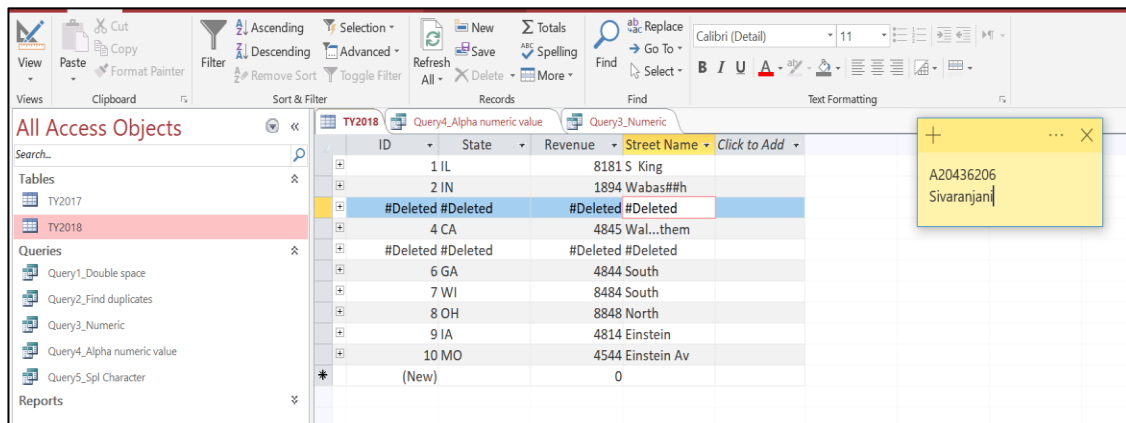 Cut
Copy
Format Painter
View
Paste
Views
Clipboard
Filter
Ascending
Descending
Remove Sort
Selection
Advanced
Toggle Filter
Sort & Filter
Refresh
All
New
Save
Delete
Totals
Spelling
More
Records
Find
Replace
Go To
Select
Find
Calibri (Detail) 11
B I U A
Text Formatting
All Access Objects
Search...
Tables
TY2017
TY2018
Queries
Query1_Double space
Query2_Find duplicates
Query3_Numeric
Query4_Alpha numeric value
Query5_Spl Character
Reports
TY2018 Query4_Alpha numeric value Query3_Numeric
ID State Revenue Street Name Click to Add
1 IL 8181 S King
2 IN 1894 Wabas##h
#Deleted #Deleted #Deleted #Deleted
4 CA 4845 Wal...them
#Deleted #Deleted #Deleted #Deleted
6 GA 4844 South
7 WI 8484 South
8 OH 8848 North
9 IA 4814 Einstein
10 MO 4544 Einstein Av
(New) 0
A20436206
Sivaranjani